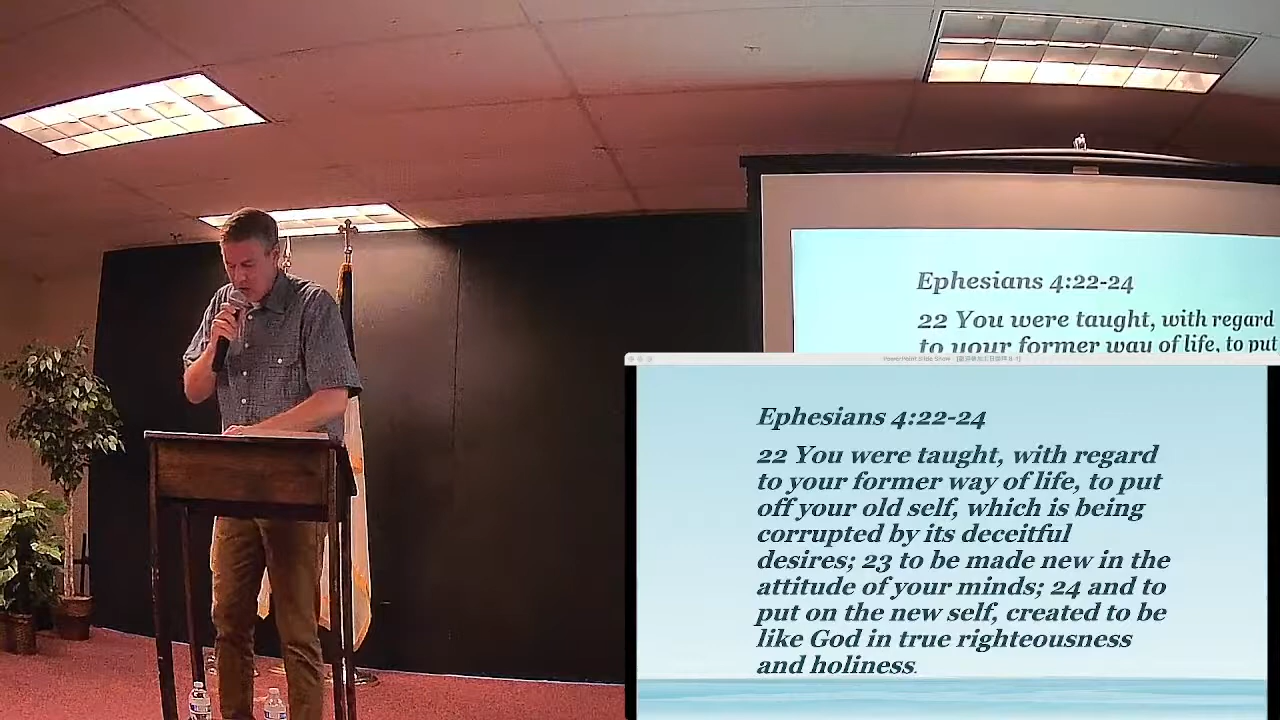 Ephesians 4:22-24
22 You were taught, with regard
to your former way of life, to put
PowerPoint Slide Show
Ephesians 4:22-24
22 You were taught, with regard
to your former way of life, to put
off your old self, which is being
corrupted by its deceitful
desires; 23 to be made new in the
attitude of your minds; 24 and to
put on the new self, created to be
like God in true righteousness
and holiness.